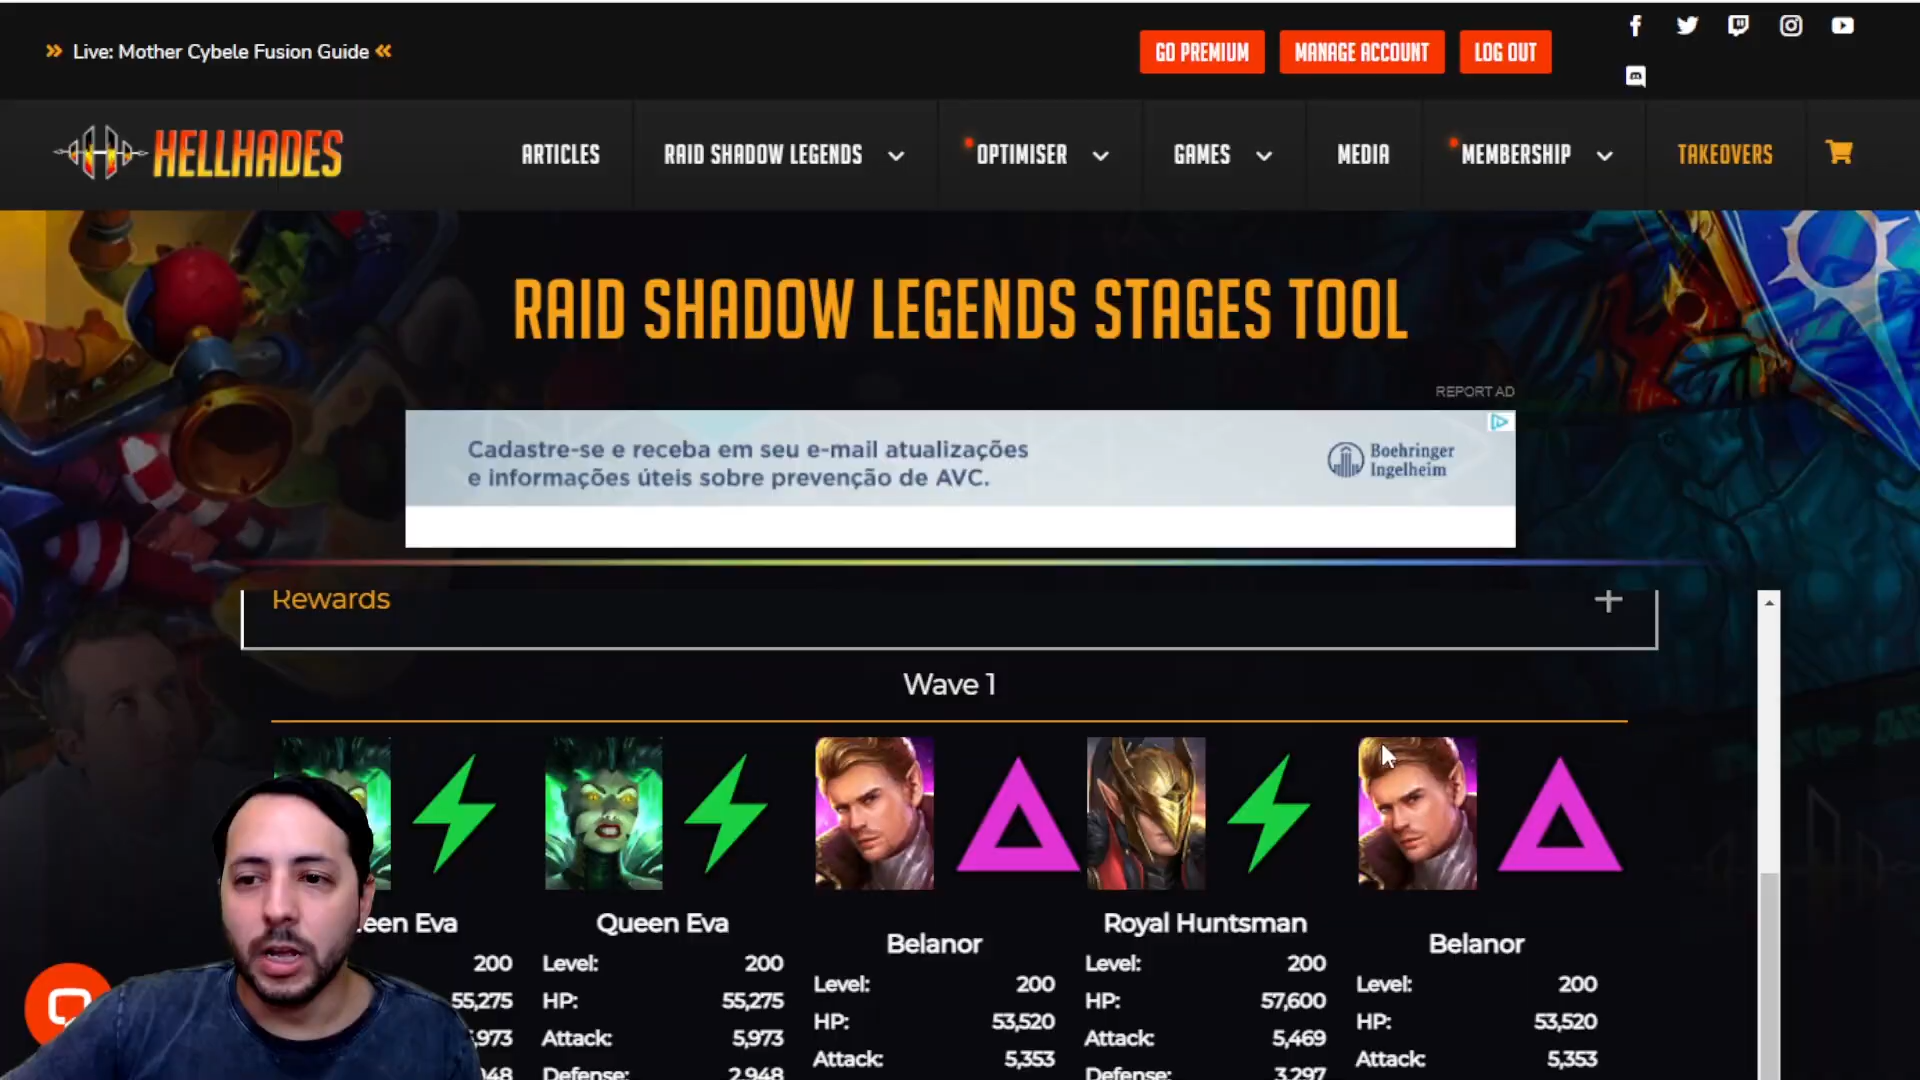 Live: Mother Cybele Fusion Guide
GO PREMIUM
MANAGE ACCOUNT
LOG OUT
HELLHADES
ARTICLES
RAID SHADOW LEGENDS
OPTIMISER
GAMES
MEDIA
MEMBERSHIP
TAKEOVERS
RAID SHADOW LEGENDS STAGES TOOL
REPORT AD
Cadastre-se e receba em seu e-mail atualizações
e informações úteis sobre prevenção de AVC.
Boehringer
Ingelheim
Rewards
Wave 1
Eva
Queen Eva
Belanor
Royal Huntsman
Belanor
200
55,275
Level: 200
HP: 55,275
Attack: 5,973
Defense: 2,948
Level: 200
HP: 53,520
Attack: 5,353
Level: 200
HP: 57,600
Attack: 5,469
Defense: 3,297
Level: 200
HP: 53,520
Attack: 5,353